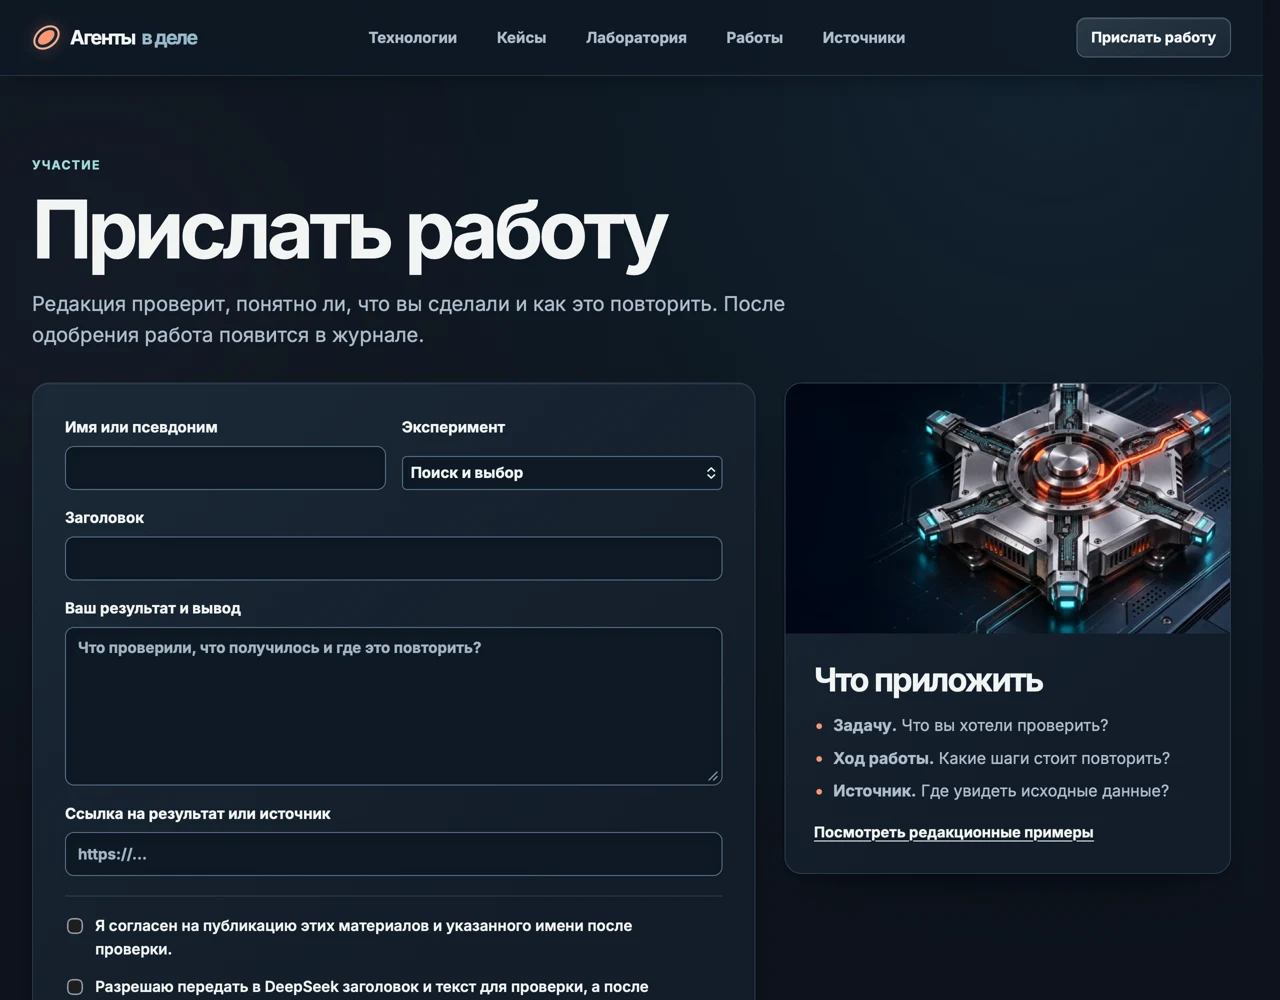 Агенты в деле
Технологии
Кейсы
Лаборатория
Работы
Источники
Прислать работу
УЧАСТИЕ
Прислать работу
Редакция проверит, понятно ли, что вы сделали и как это повторить. После
одобрения работа появится в журнале.
Имя или псевдоним
Эксперимент
Поиск и выбор
Заголовок
Ваш результат и вывод
Что проверили, что получилось и где это повторить?
Ссылка на результат или источник
https://...
Я согласен на публикацию этих материалов и указанного имени после
проверки.
Разрешаю передать в DeepSeek заголовок и текст для проверки, а после
Что приложить
Задачу. Что вы хотели проверить?
Ход работы. Какие шаги стоит повторить?
Источник. Где увидеть исходные данные?
Посмотреть редакционные примеры